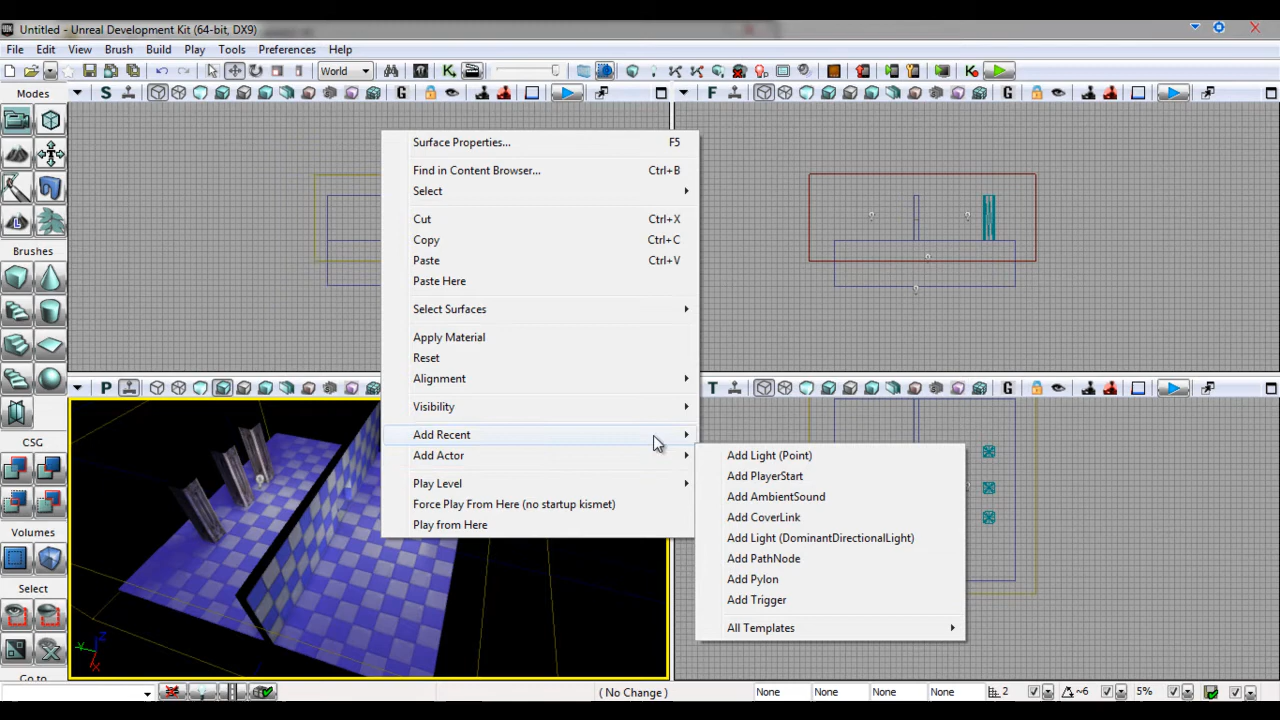 Untitled - Unreal Development Kit (64-bit, DX9)
File Edit View Brush Build Play Tools Preferences Help
World
Modes
S
G
F
G
Brushes
P
T
G
CSG
Volumes
Select
Go to
Surface Properties... F5
Find in Content Browser... Ctrl+B
Select
Cut Ctrl+X
Copy Ctrl+C
Paste Ctrl+V
Paste Here
Select Surfaces
Apply Material
Reset
Alignment
Visibility
Add Recent
Add Actor
Play Level
Force Play From Here (no startup kismet)
Play from Here
Add Light (Point)
Add PlayerStart
Add AmbientSound
Add CoverLink
Add Light (DominantDirectionalLight)
Add PathNode
Add Pylon
Add Trigger
All Templates
(No Change) None None None None 2 ~6 5%